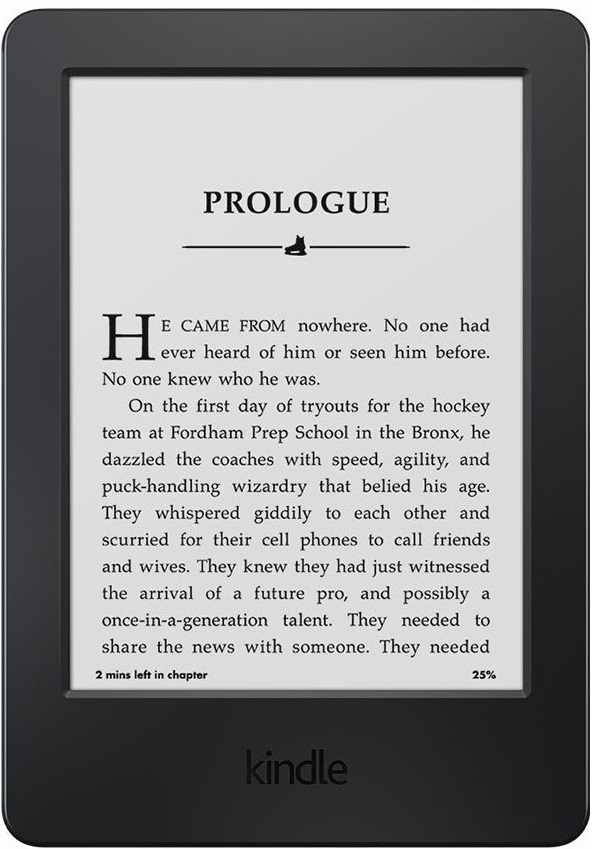 PROLOGUE
HE CAME FROM nowhere. No one had
ever heard of him or seen him before.
No one knew who he was.
On the first day of tryouts for the hockey
team at Fordham Prep School in the Bronx, he
dazzled the coaches with speed, agility, and
puck-handling wizardry that belied his age.
They whispered giddily to each other and
scurried for their cell phones to call friends
and wives. They knew they had just witnessed
the arrival of a future pro, and possibly a
once-in-a-generation talent. They needed to
share the news with someone. They needed
2 mins left in chapter 25%
kindle